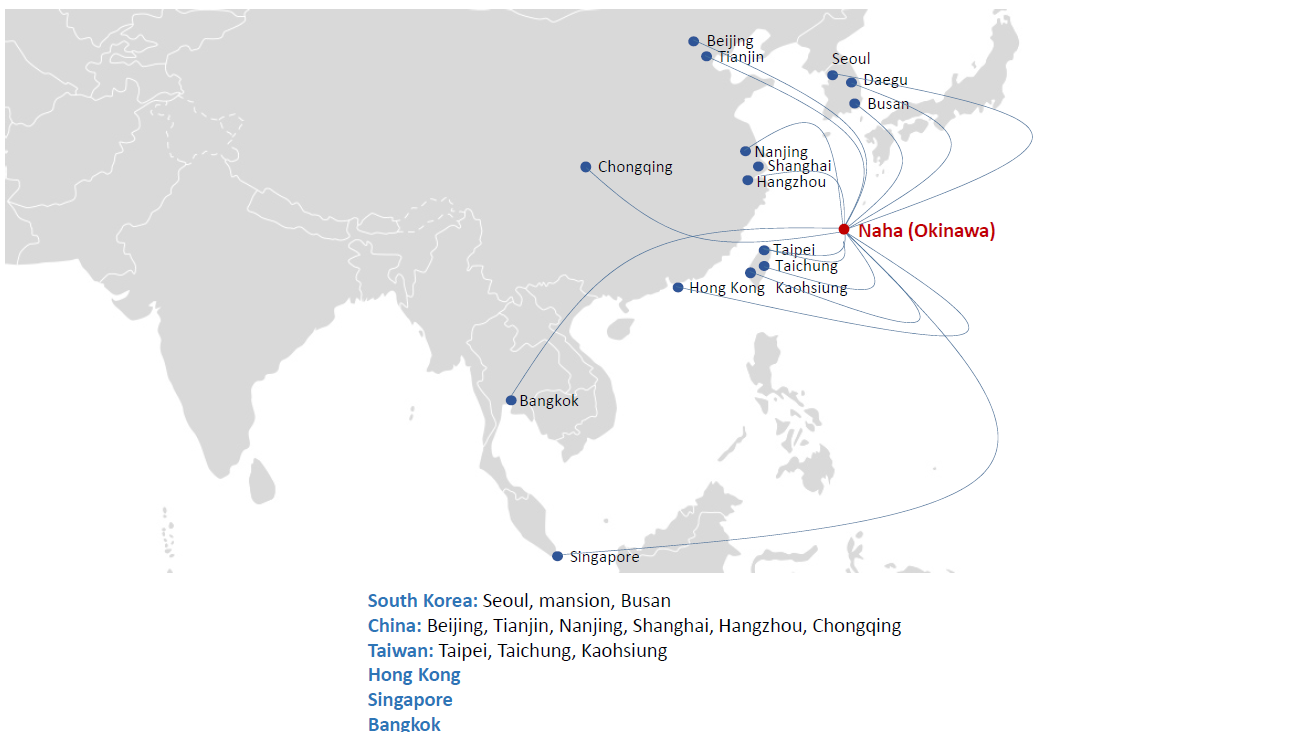 Beijing
Tianjin
Seoul
Daegu
Busan
Nanjing
Shanghai
Chongqing
Hangzhou
Naha (Okinawa)
Taipei
Taichung
Hong Kong
Kaohsiung
Bangkok
Singapore
South Korea: Seoul, mansion, Busan
China: Beijing, Tianjin, Nanjing, Shanghai, Hangzhou, Chongqing
Taiwan: Taipei, Taichung, Kaohsiung
Hong Kong
Singapore
Bangkok